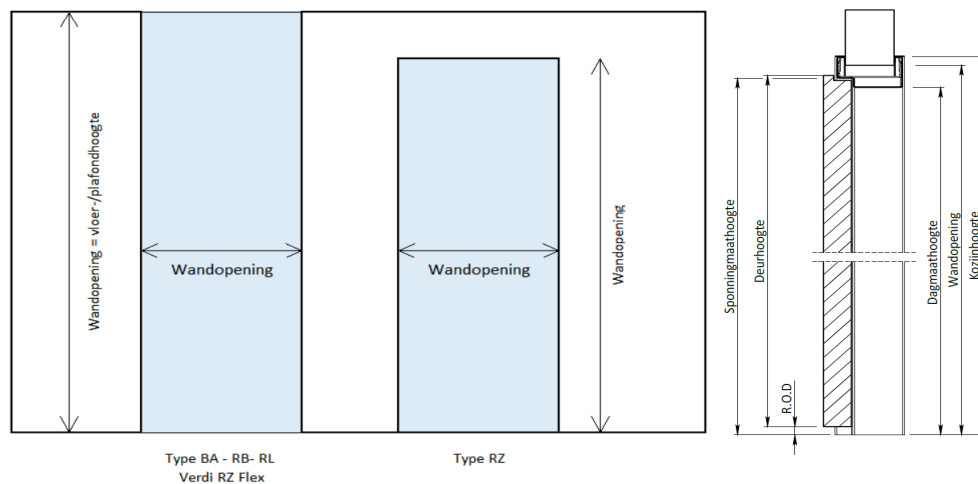 Wandopening = vloer-/plafondhoogte
Wandopening
Wandopening
Wandopening
Type BA - RB- RL
Verdi RZ Flex
Type RZ
Sponningmaathoogte
Deurhoogte
R.O.D
Dagmaathoogte
Wandopening
Kozijnhoogte